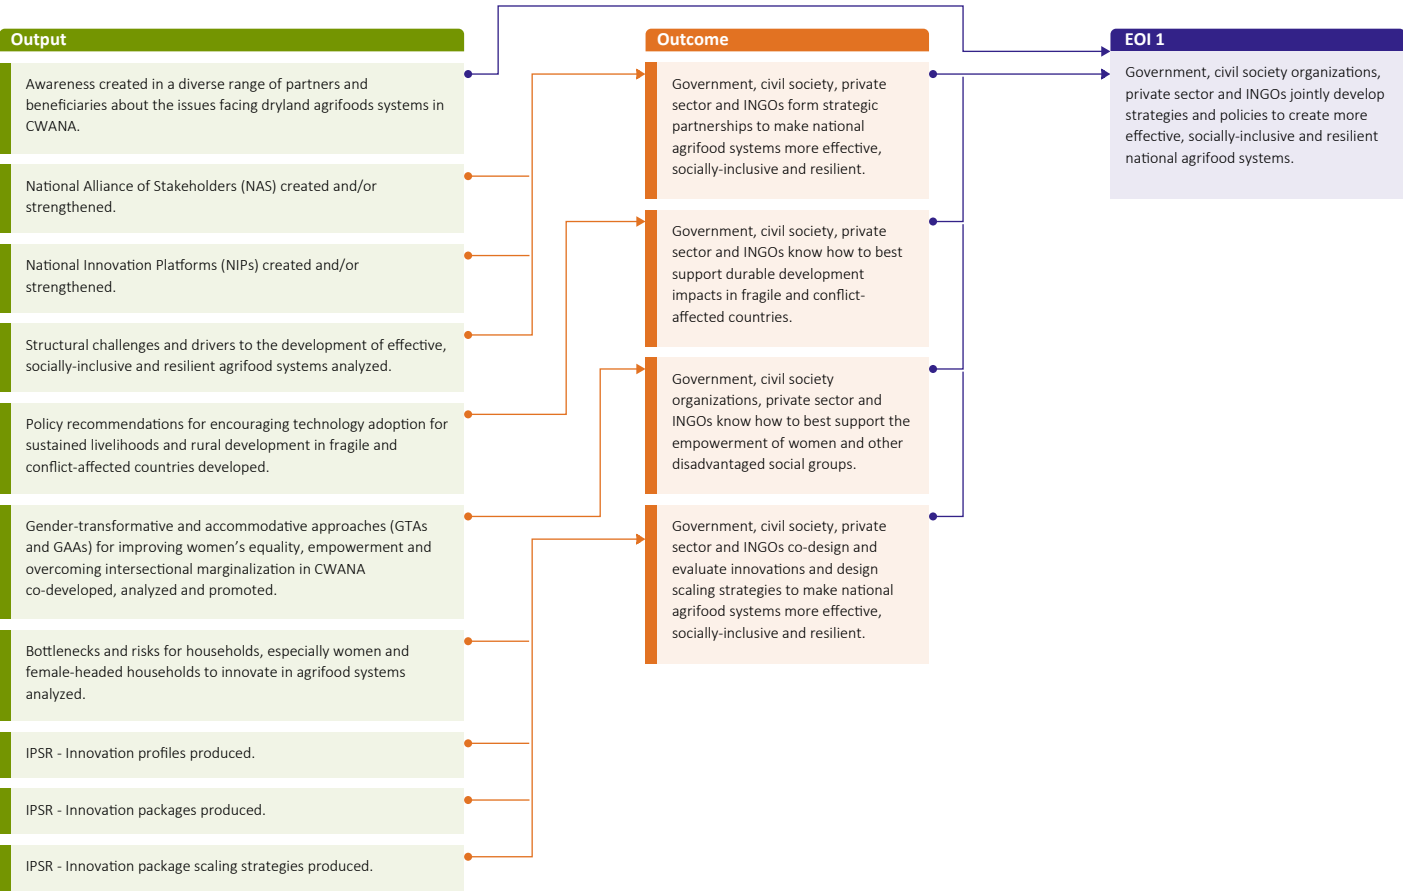 Output
Awareness created in a diverse range of partners and
beneficiaries about the issues facing dryland agrifoods systems in
CWANA.
National Alliance of Stakeholders (NAS) created and/or
strengthened.
National Innovation Platforms (NIPs) created and/or
strengthened.
Structural challenges and drivers to the development of effective,
socially-inclusive and resilient agrifood systems analyzed.
Policy recommendations for encouraging technology adoption for
sustained livelihoods and rural development in fragile and
conflict-affected countries developed.
Gender-transformative and accommodative approaches (GTAs
and GAAs) for improving women’s equality, empowerment and
overcoming intersectional marginalization in CWANA
co-developed, analyzed and promoted.
Bottlenecks and risks for households, especially women and
female-headed households to innovate in agrifood systems
analyzed.
IPSR - Innovation profiles produced.
IPSR - Innovation packages produced.
IPSR - Innovation package scaling strategies produced.
Outcome
Government, civil society, private
sector and INGOs form strategic
partnerships to make national
agrifood systems more effective,
socially-inclusive and resilient.
Government, civil society, private
sector and INGOs know how to best
support durable development
impacts in fragile and conflict-
affected countries.
Government, civil society
organizations, private sector and
INGOs know how to best support the
empowerment of women and other
disadvantaged social groups.
Government, civil society, private
sector and INGOs co-design and
evaluate innovations and design
scaling strategies to make national
agrifood systems more effective,
socially-inclusive and resilient.
EOI 1
Government, civil society organizations,
private sector and INGOs jointly develop
strategies and policies to create more
effective, socially-inclusive and resilient
national agrifood systems.